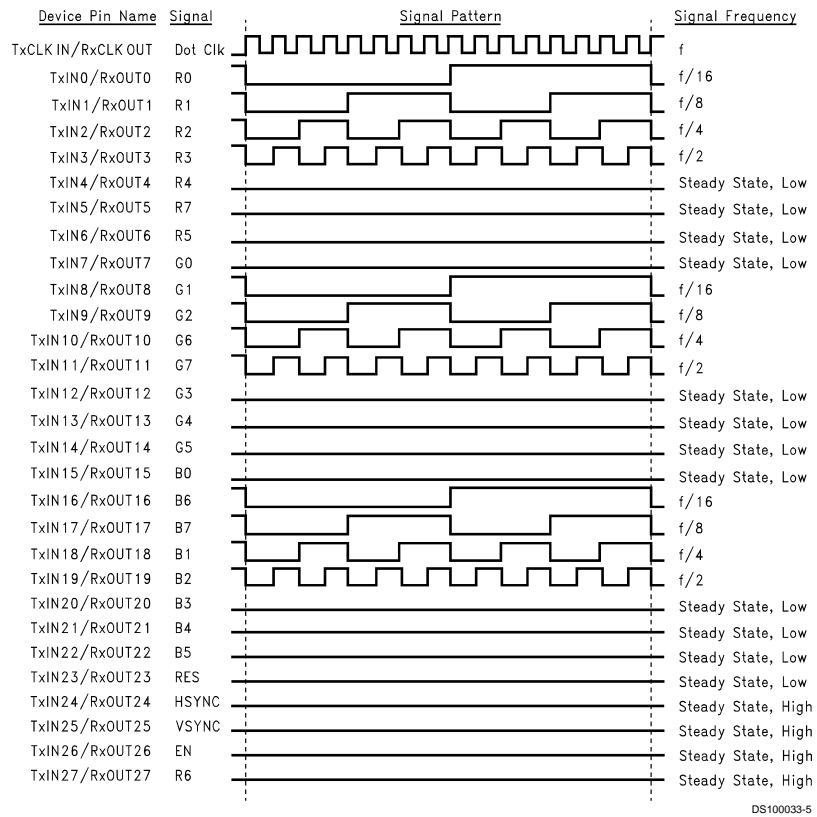 Device Pin Name Signal Signal Pattern Signal Frequency
TxCLK IN/RxCLK OUT Dot Clk f
TxIN0/RxOUT0 R0 f/16
TxIN1/RxOUT1 R1 f/8
TxIN2/RxOUT2 R2 f/4
TxIN3/RxOUT3 R3 f/2
TxIN4/RxOUT4 R4 Steady State, Low
TxIN5/RxOUT5 R7 Steady State, Low
TxIN6/RxOUT6 R5 Steady State, Low
TxIN7/RxOUT7 G0 Steady State, Low
TxIN8/RxOUT8 G1 f/16
TxIN9/RxOUT9 G2 f/8
TxIN10/RxOUT10 G6 f/4
TxIN11/RxOUT11 G7 f/2
TxIN12/RxOUT12 G3 Steady State, Low
TxIN13/RxOUT13 G4 Steady State, Low
TxIN14/RxOUT14 G5 Steady State, Low
TxIN15/RxOUT15 B0 Steady State, Low
TxIN16/RxOUT16 B6 f/16
TxIN17/RxOUT17 B7 f/8
TxIN18/RxOUT18 B1 f/4
TxIN19/RxOUT19 B2 f/2
TxIN20/RxOUT20 B3 Steady State, Low
TxIN21/RxOUT21 B4 Steady State, Low
TxIN22/RxOUT22 B5 Steady State, Low
TxIN23/RxOUT23 RES Steady State, Low
TxIN24/RxOUT24 HSYNC Steady State, High
TxIN25/RxOUT25 VSYNC Steady State, High
TxIN26/RxOUT26 EN Steady State, High
TxIN27/RxOUT27 R6 Steady State, High
DS100033-5